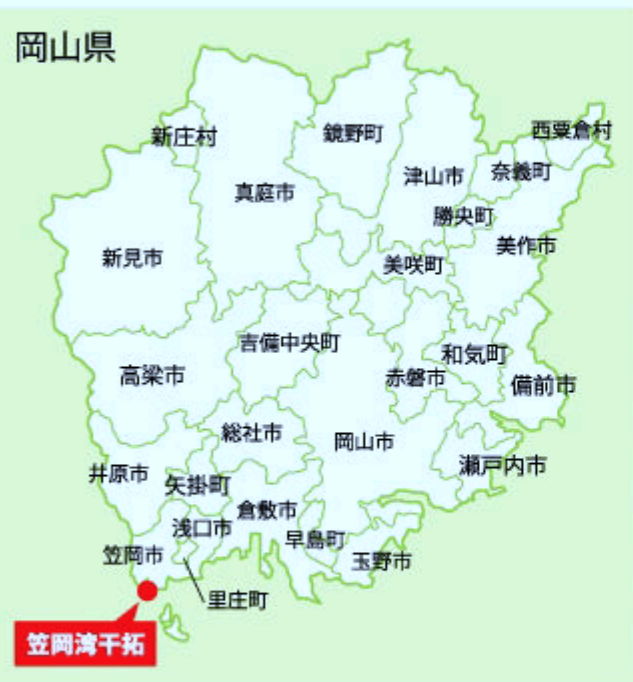 岡山県
西粟倉村
新庄村
鏡野町
奈義町
津山市
真庭市
勝央町
美作市
新見市
美咲町
吉備中央町
和気町
高梁市
赤磐市
備前市
総社市
岡山市
瀬戸内市
井原市
矢掛町
倉敷市
浅口市
早島町
笠岡市
玉野市
里庄町
笠岡湾干拓